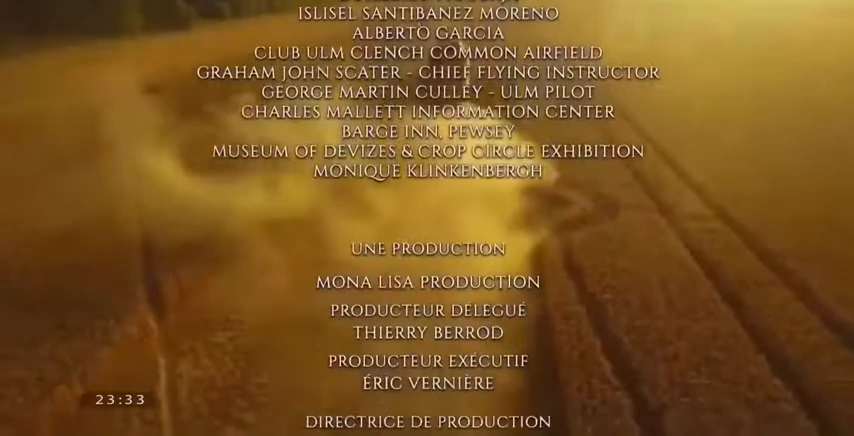 ISLISEL SANTIBANEZ MORENO
ALBERTO GARCIA
CLUB ULM CLENCH COMMON AIRFIELD
GRAHAM JOHN SCATER - CHIEF FLYING INSTRUCTOR
GEORGE MARTIN CULLEY - ULM PILOT
CHARLES MALLETT INFORMATION CENTER
BARGE INN, PEWSEY
MUSEUM OF DEVIZES & CROP CIRCLE EXHIBITION
MONIQUE KLINKENBERGH
UNE PRODUCTION
MONA LISA PRODUCTION
PRODUCTEUR DÉLÉGUÉ
THIERRY BERROD
PRODUCTEUR EXÉCUTIF
ÉRIC VERNIÈRE
23:33
DIRECTRICE DE PRODUCTION